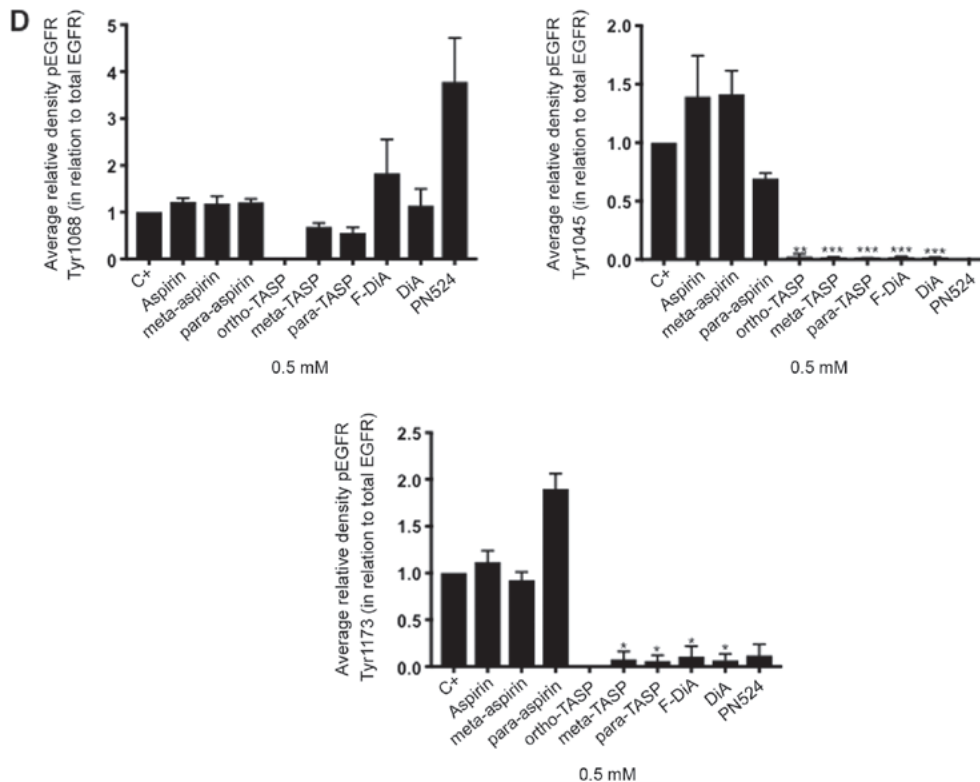 D
Average relative density pEGFR
Tyr1068 (in relation to total EGFR)
5
4
3
2
1
0
C+
Aspirin
meta-aspirin
para-aspirin
ortho-TASP
meta-TASP
para-TASP
F-DiA
DiA
PN524
0.5 mM
Average relative density pEGFR
Tyr1045 (in relation to total EGFR)
2.0
1.5
1.0
0.5
0.0
**
***
***
***
***
C+
Aspirin
meta-aspirin
para-aspirin
ortho-TASP
meta-TASP
para-TASP
F-DiA
DiA
PN524
0.5 mM
Average relative density pEGFR
Tyr1173 (in relation to total EGFR)
2.5
2.0
1.5
1.0
0.5
0.0
*
*
*
*
C+
Aspirin
meta-aspirin
para-aspirin
ortho-TASP
meta-TASP
para-TASP
F-DiA
DiA
PN524
0.5 mM